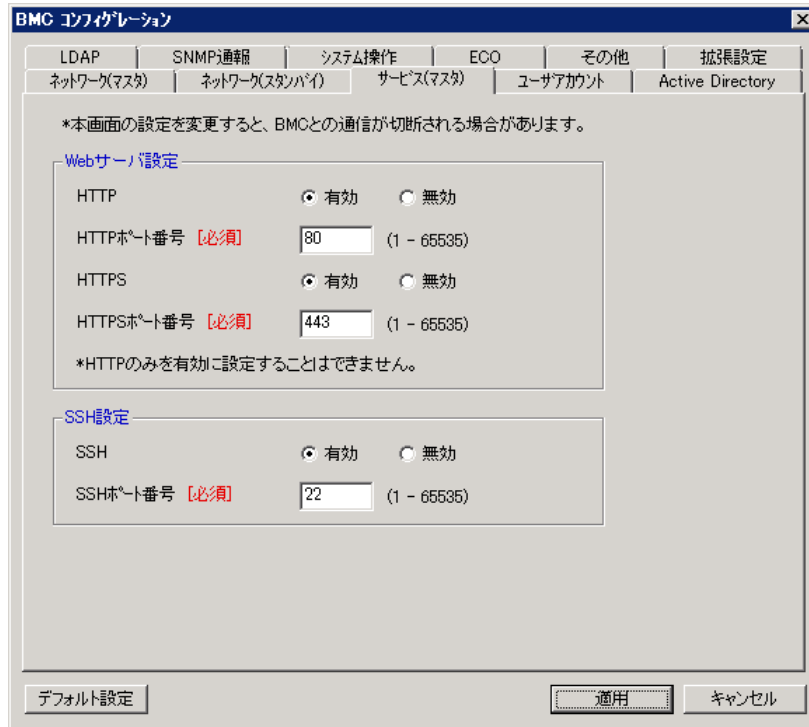 BMC ｺﾝﾌｨｸﾞﾚｰｼｮﾝ
LDAP SNMP通報 ｼｽﾃﾑ操作 ECO その他 拡張設定
ﾈｯﾄﾜｰｸ(ﾏｽﾀ) ﾈｯﾄﾜｰｸ(ｽﾀﾝﾊﾞｲ) ｻｰﾋﾞｽ(ﾏｽﾀ) ﾕｰｻﾞｱｶｳﾝﾄ Active Directory
*本画面の設定を変更すると、BMCとの通信が切断される場合があります。
Webサーバ設定
HTTP 有効 無効
HTTPﾎﾟｰﾄ番号 [必須] 80 (1 - 65535)
HTTPS 有効 無効
HTTPSﾎﾟｰﾄ番号 [必須] 443 (1 - 65535)
*HTTPのみを有効に設定することはできません。
SSH設定
SSH 有効 無効
SSHﾎﾟｰﾄ番号 [必須] 22 (1 - 65535)
デフォルト設定 適用 キャンセル